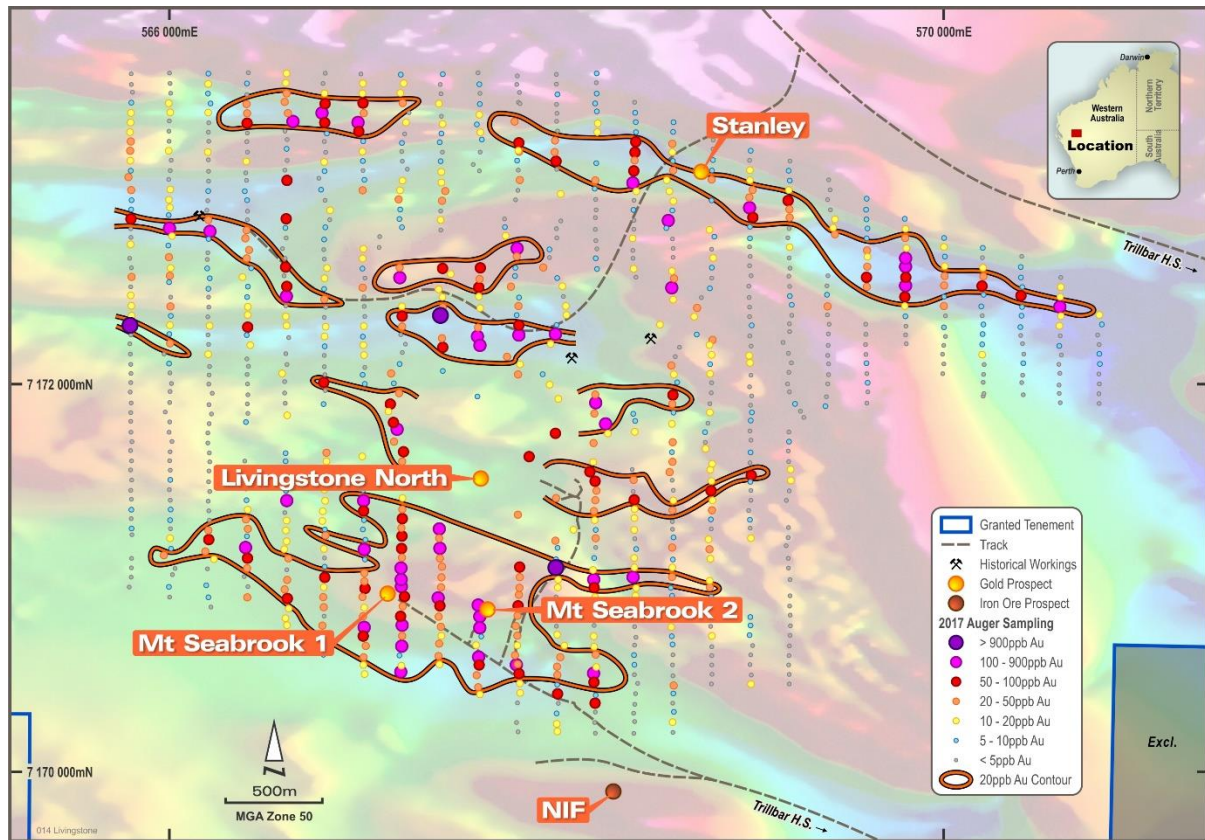 566 000mE
570 000mE
Darwin
Western
Australia
Northern
Territory
South
Australia
Location
Perth
Stanley
Trillbar H.S. →
7 172 000mN
Livingstone North
Mt Seabrook 1
Mt Seabrook 2
Granted Tenement
Track
Historical Workings
Gold Prospect
Iron Ore Prospect
2017 Auger Sampling
> 900ppb Au
100 - 900ppb Au
50 - 100ppb Au
20 - 50ppb Au
10 - 20ppb Au
5 - 10ppb Au
< 5ppb Au
20ppb Au Contour
Excl.
7 170 000mN
N
500m
MGA Zone 50
NIF
Trillbar H.S. →
014 Livingstone